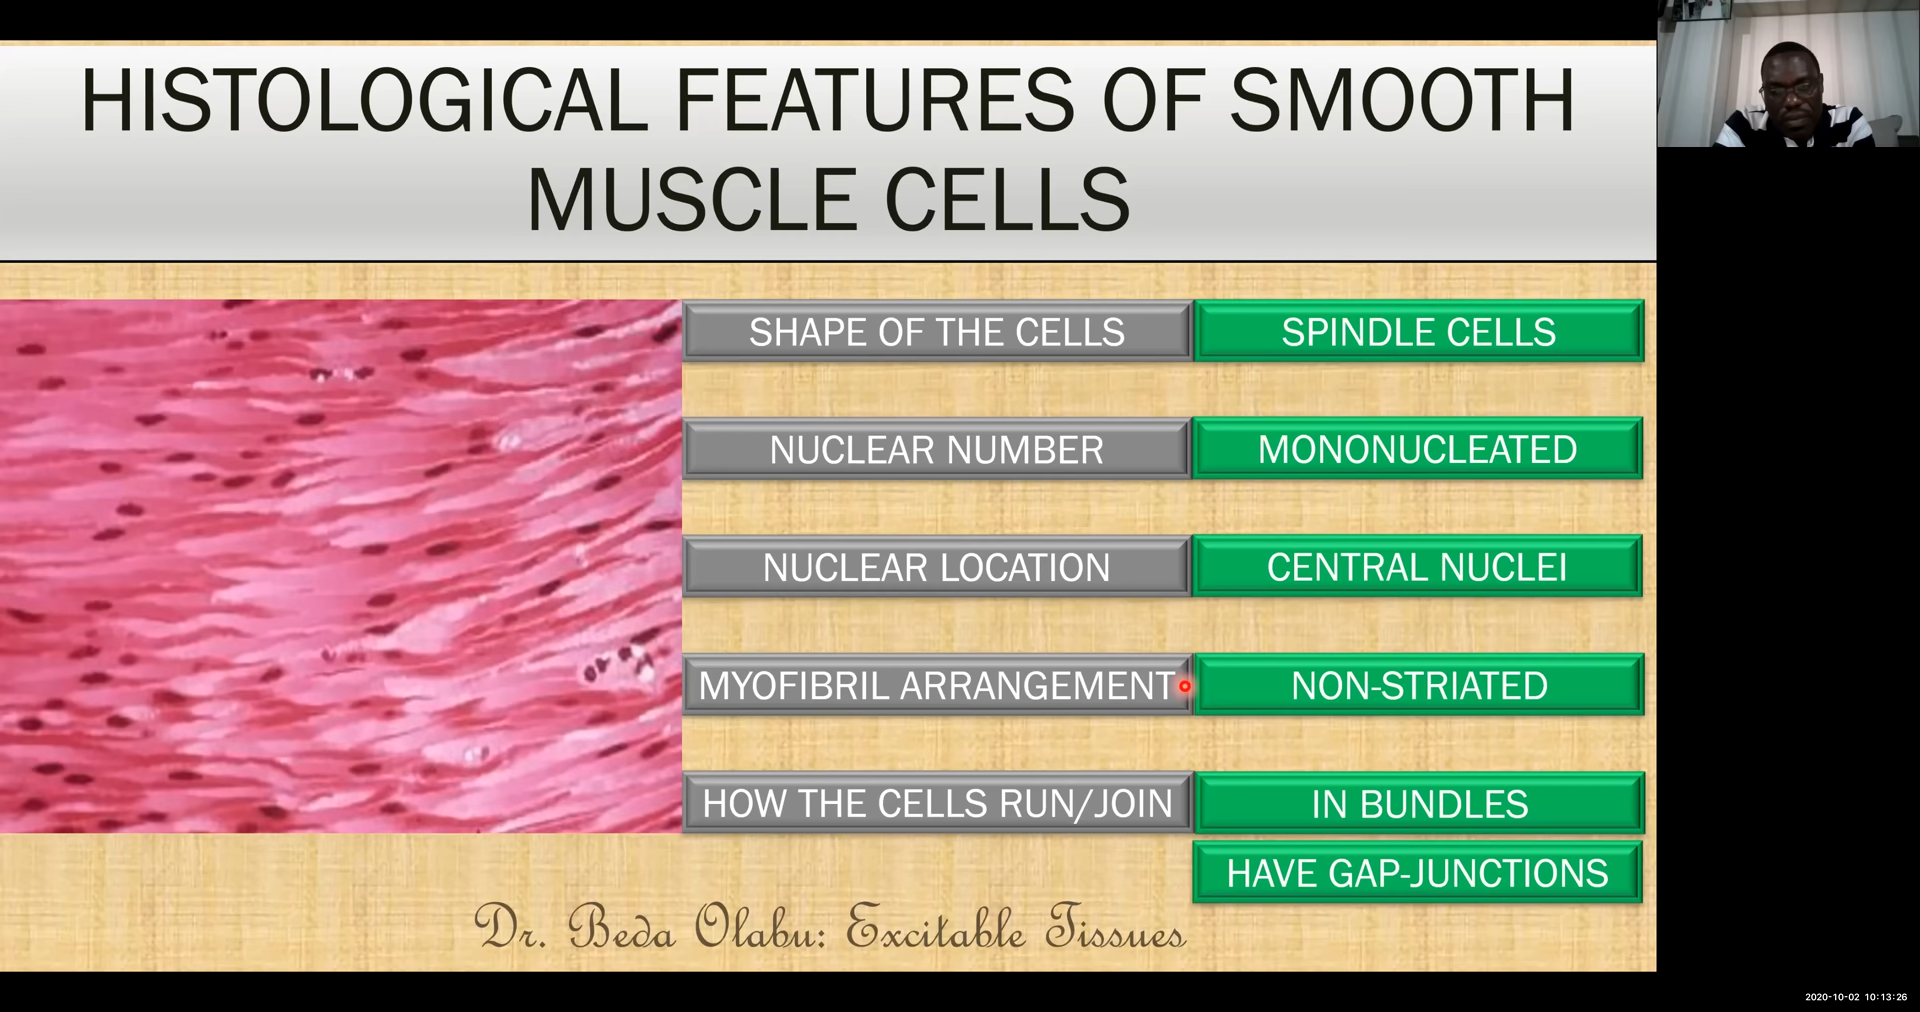 HISTOLOGICAL FEATURES OF SMOOTH
MUSCLE CELLS
SHAPE OF THE CELLS
SPINDLE CELLS
NUCLEAR NUMBER
MONONUCLEATED
NUCLEAR LOCATION
CENTRAL NUCLEI
MYOFIBRIL ARRANGEMENT
NON-STRIATED
HOW THE CELLS RUN/JOIN
IN BUNDLES
HAVE GAP-JUNCTIONS
Dr. Beda Olabu: Excitable Tissues
2020-10-02 10:13:26